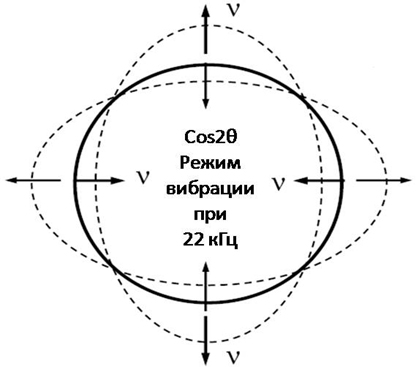 ν
Cos2θ
Режим
ν вибрации ν
при
22 кГц
ν